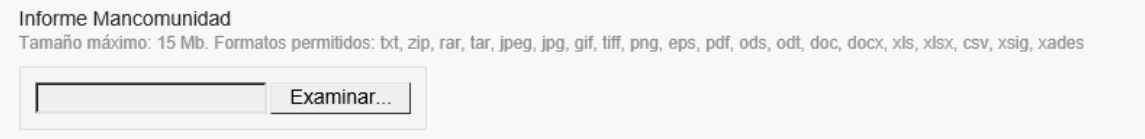 Informe Mancomunidad
Tamaño máximo: 15 Mb. Formatos permitidos: txt, zip, rar, tar, jpeg, jpg, gif, tiff, png, eps, pdf, ods, odt, doc, docx, xls, xlsx, csv, xsig, xades
Examinar...